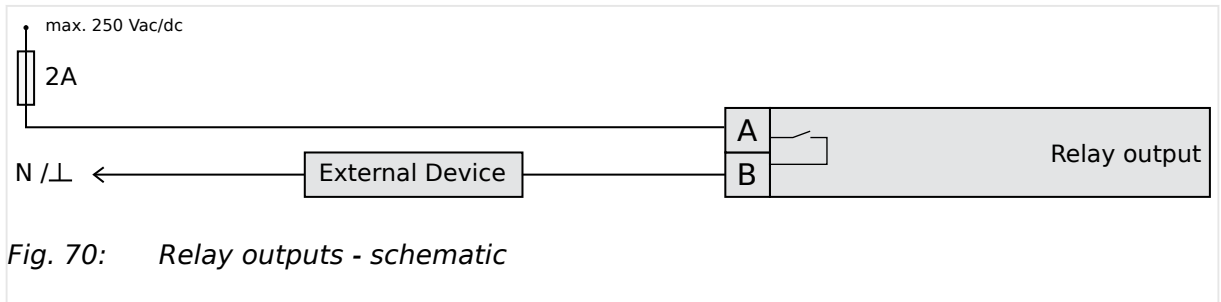 max. 250 Vac/dc
2A
A
Relay output
N /⊥
External Device
B
Fig. 70: Relay outputs - schematic